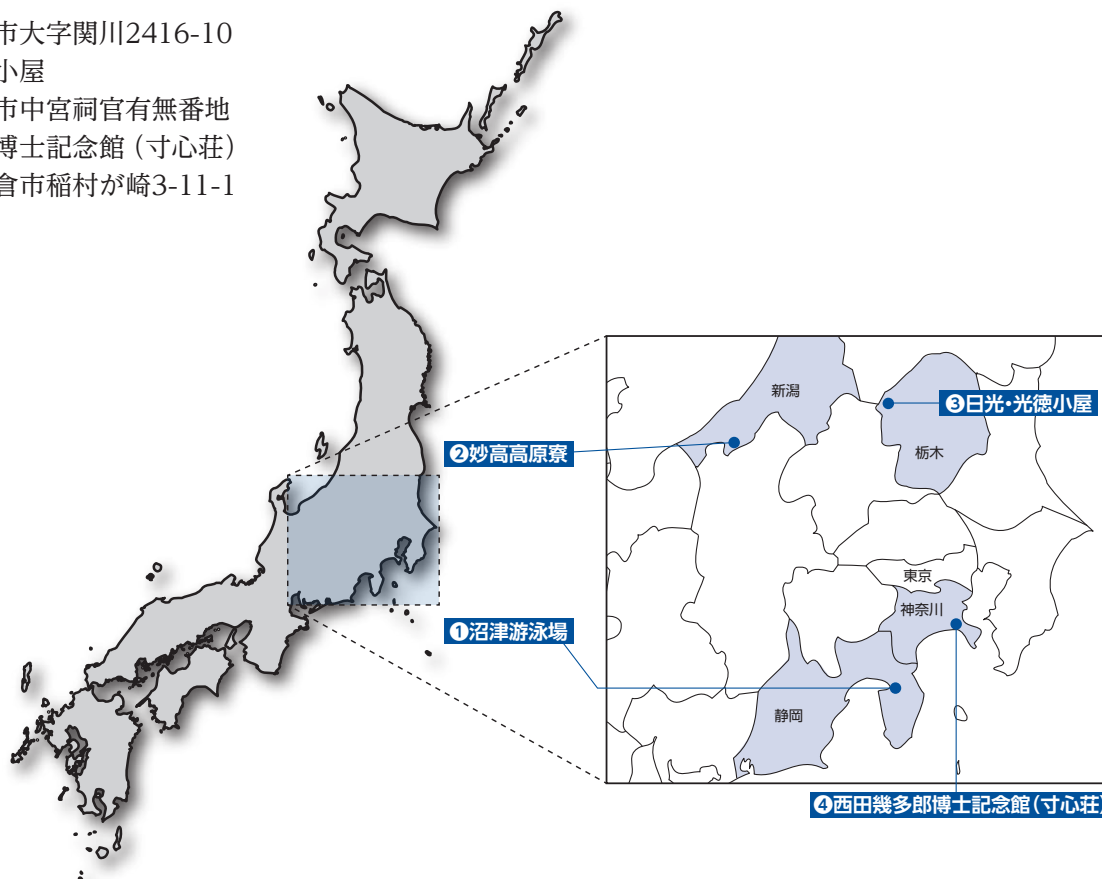 市大字関川2416-10
小屋
市中宮祠官有無番地
博士記念館（寸心荘）
倉市稲村が崎3-11-1
新潟
❸日光・光徳小屋
栃木
❷妙高高原寮
東京
神奈川
❶沼津游泳場
静岡
❹西田幾多郎博士記念館（寸心荘）